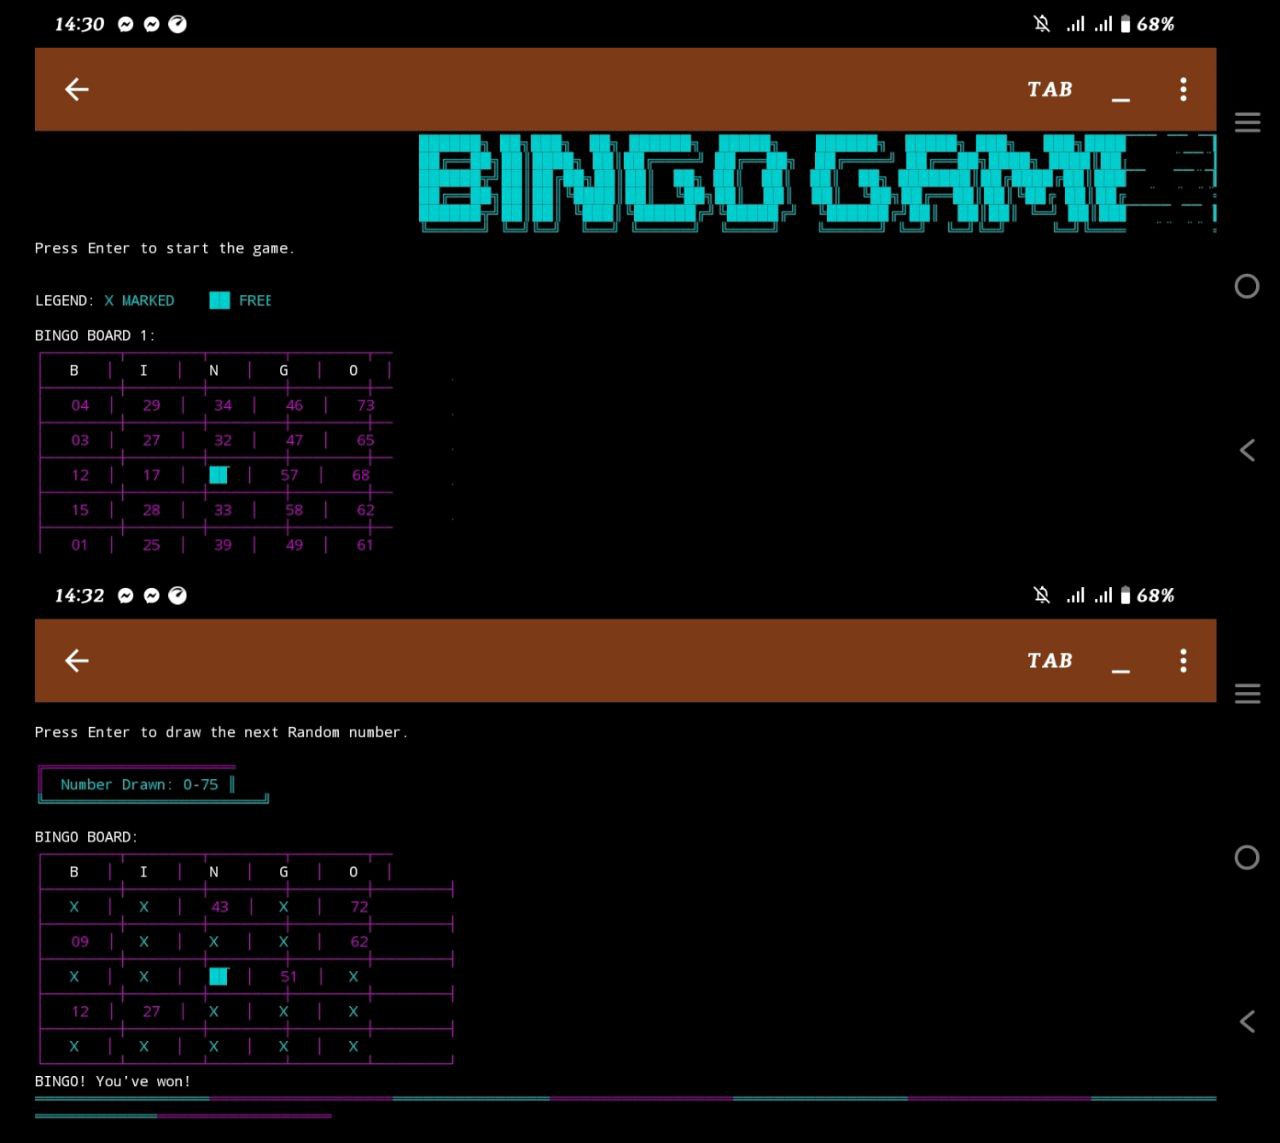 14:30 68%
TAB _
BINGO GAME
Press Enter to start the game.
LEGEND: X MARKED ██ FREE
BINGO BOARD 1:
B | I | N | G | O |
04 | 29 | 34 | 46 | 73
03 | 27 | 32 | 47 | 65
12 | 17 | ██ | 57 | 68
15 | 28 | 33 | 58 | 62
01 | 25 | 39 | 49 | 61
14:32 68%
TAB _
Press Enter to draw the next Random number.
Number Drawn: O-75
BINGO BOARD:
B | I | N | G | O |
X | X | 43 | X | 72
09 | X | X | X | 62
X | X | ██ | 51 | X
12 | 27 | X | X | X
X | X | X | X | X
BINGO! You've won!